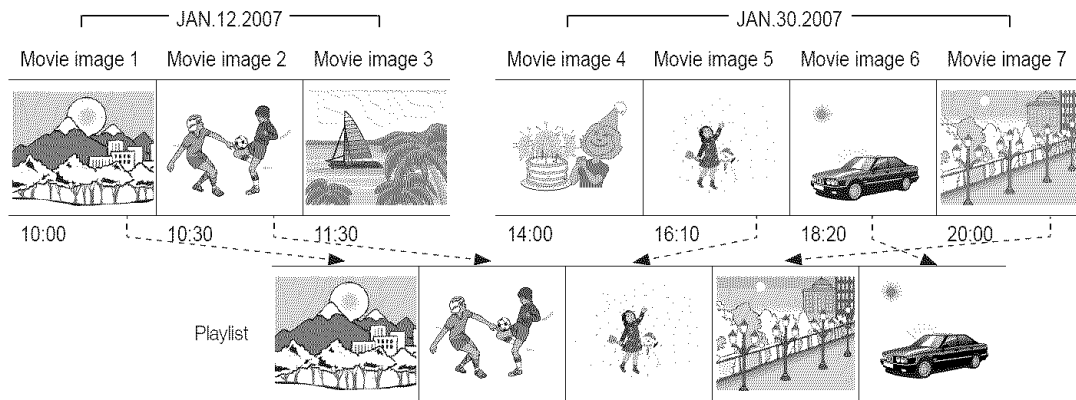 JAN.12.2007 JAN.30.2007
Movie image 1 Movie image 2 Movie image 3 Movie image 4 Movie image 5 Movie image 6 Movie image 7
10:00 10:30 11:30 14:00 16:10 18:20 20:00
Playlist